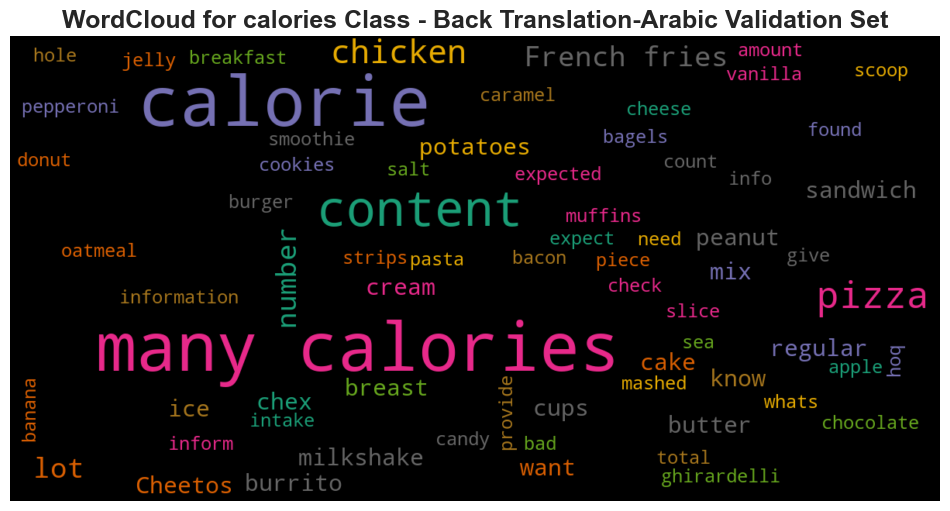 WordCloud for calories Class - Back Translation-Arabic Validation Set
hole
jelly
breakfast
chicken
French fries
amount
vanilla
scoop
pepperoni
calorie
caramel
cheese
found
smoothie
bagels
donut
cookies
salt
potatoes
expected
count
info
sandwich
burger
content
muffins
oatmeal
number
strips
pasta
bacon
expect
need
piece
peanut
give
mix
information
cream
check
slice
pizza
many calories
sea
cake
regular
apple
hoq
banana
ice
chex
intake
breast
provide
cups
mashed
know
whats
butter
chocolate
inform
candy
bad
lot
Cheetos
burrito
milkshake
want
total
ghirardelli